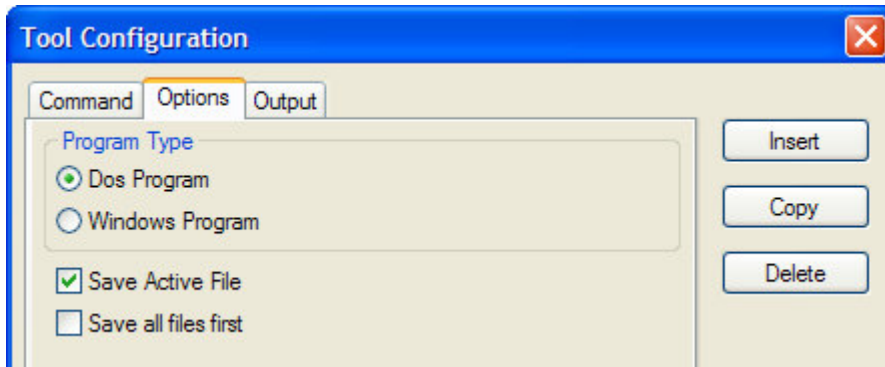 Tool Configuration
Command Options Output
Program Type
Dos Program
Windows Program
Save Active File
Save all files first
Insert
Copy
Delete